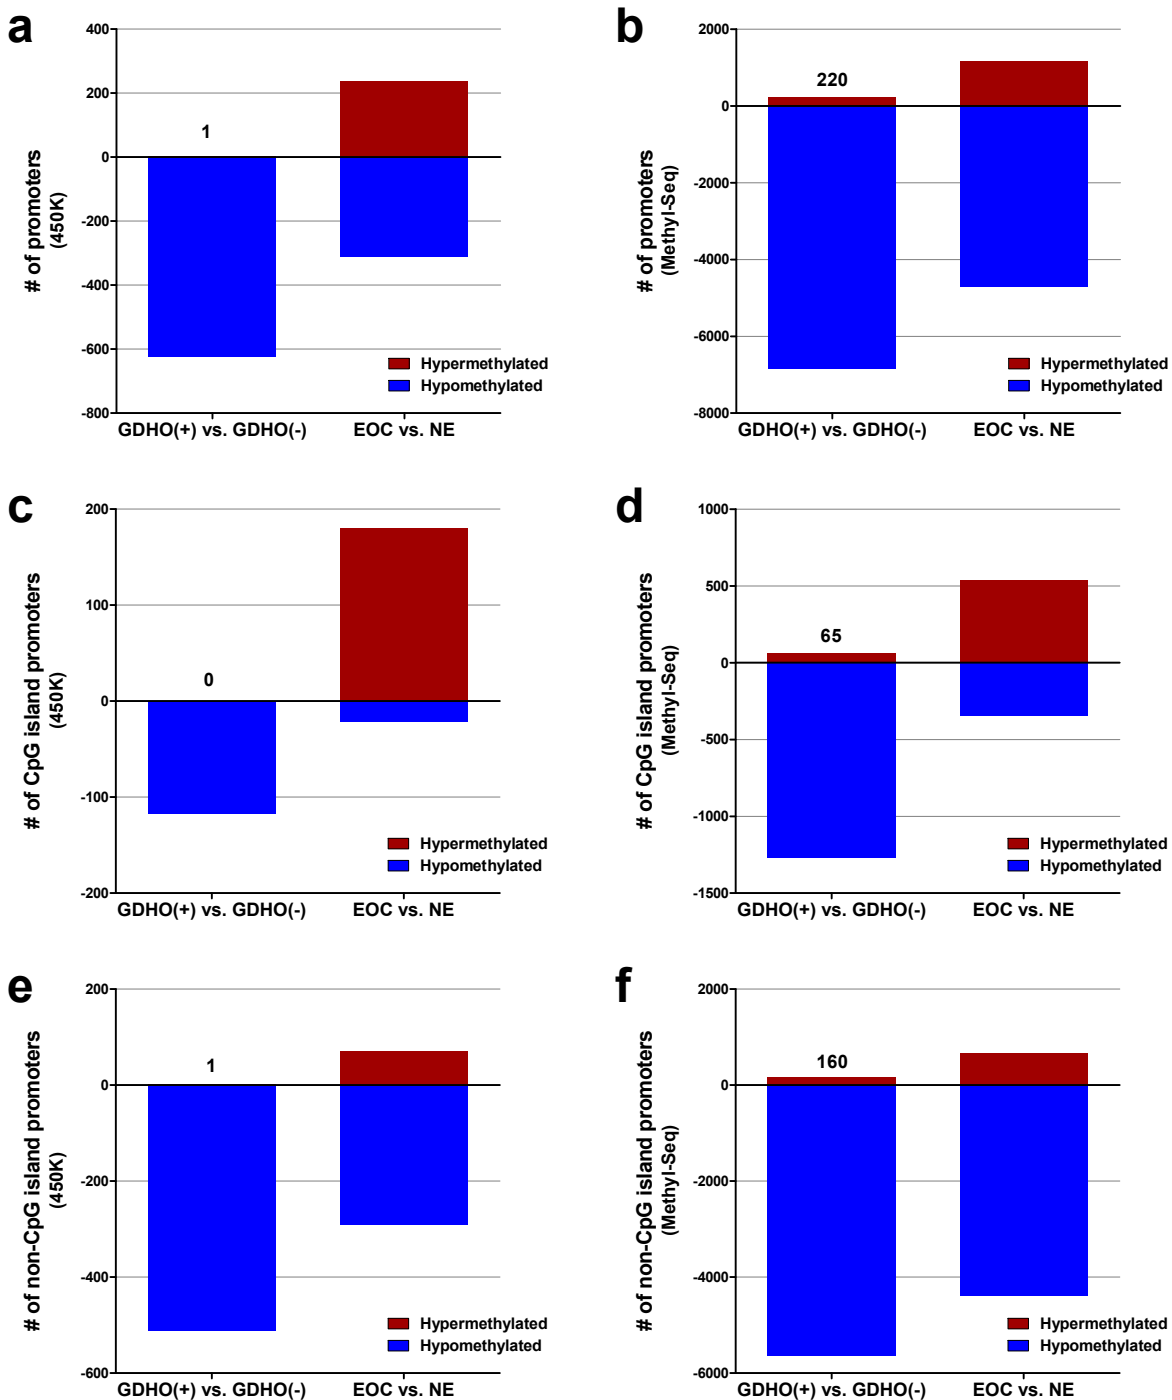 a
400
200
0
-200
-400
-600
-800
# of promoters
(450K)
1
Hypermethylated
Hypomethylated
GDHO(+) vs. GDHO(-)
EOC vs. NE
b
2000
0
-2000
-4000
-6000
-8000
# of promoters
(Methyl-Seq)
220
Hypermethylated
Hypomethylated
GDHO(+) vs. GDHO(-)
EOC vs. NE
c
200
100
0
-100
-200
# of CpG island promoters
(450K)
0
Hypermethylated
Hypomethylated
GDHO(+) vs. GDHO(-)
EOC vs. NE
d
1000
500
0
-500
-1000
-1500
# of CpG island promoters
(Methyl-Seq)
65
Hypermethylated
Hypomethylated
GDHO(+) vs. GDHO(-)
EOC vs. NE
e
200
0
-200
-400
-600
# of non-CpG island promoters
(450K)
1
Hypermethylated
Hypomethylated
GDHO(+) vs. GDHO(-)
EOC vs. NE
f
2000
0
-2000
-4000
-6000
# of non-CpG island promoters
(Methyl-Seq)
160
Hypermethylated
Hypomethylated
GDHO(+) vs. GDHO(-)
EOC vs. NE